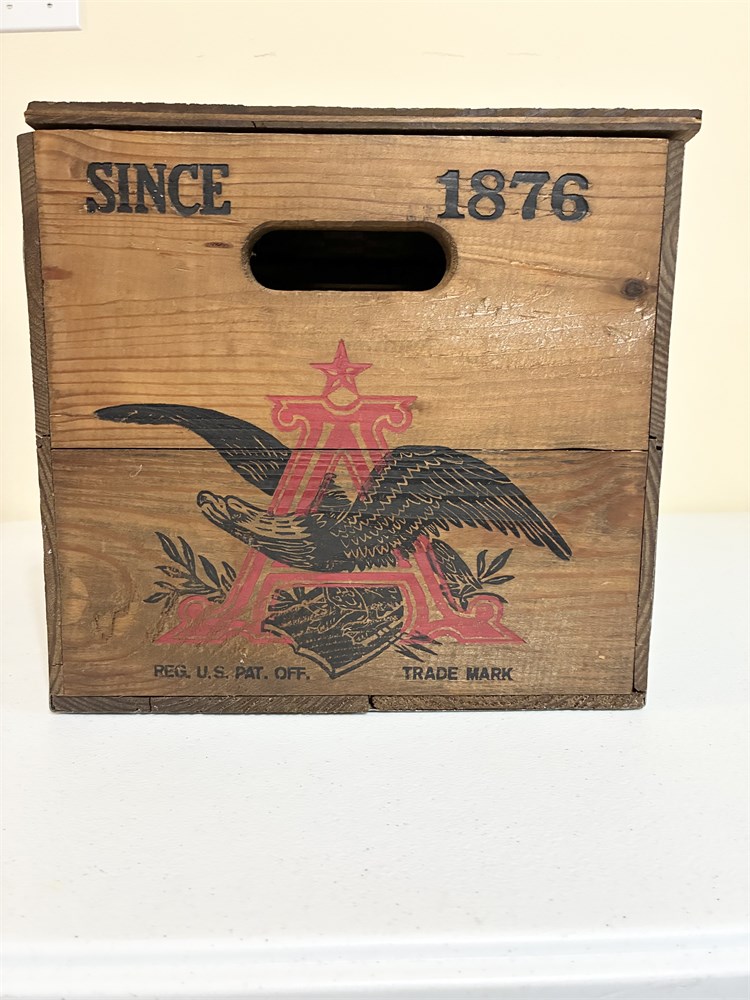 SINCE 1876
A
REG. U.S. PAT. OFF. TRADE MARK